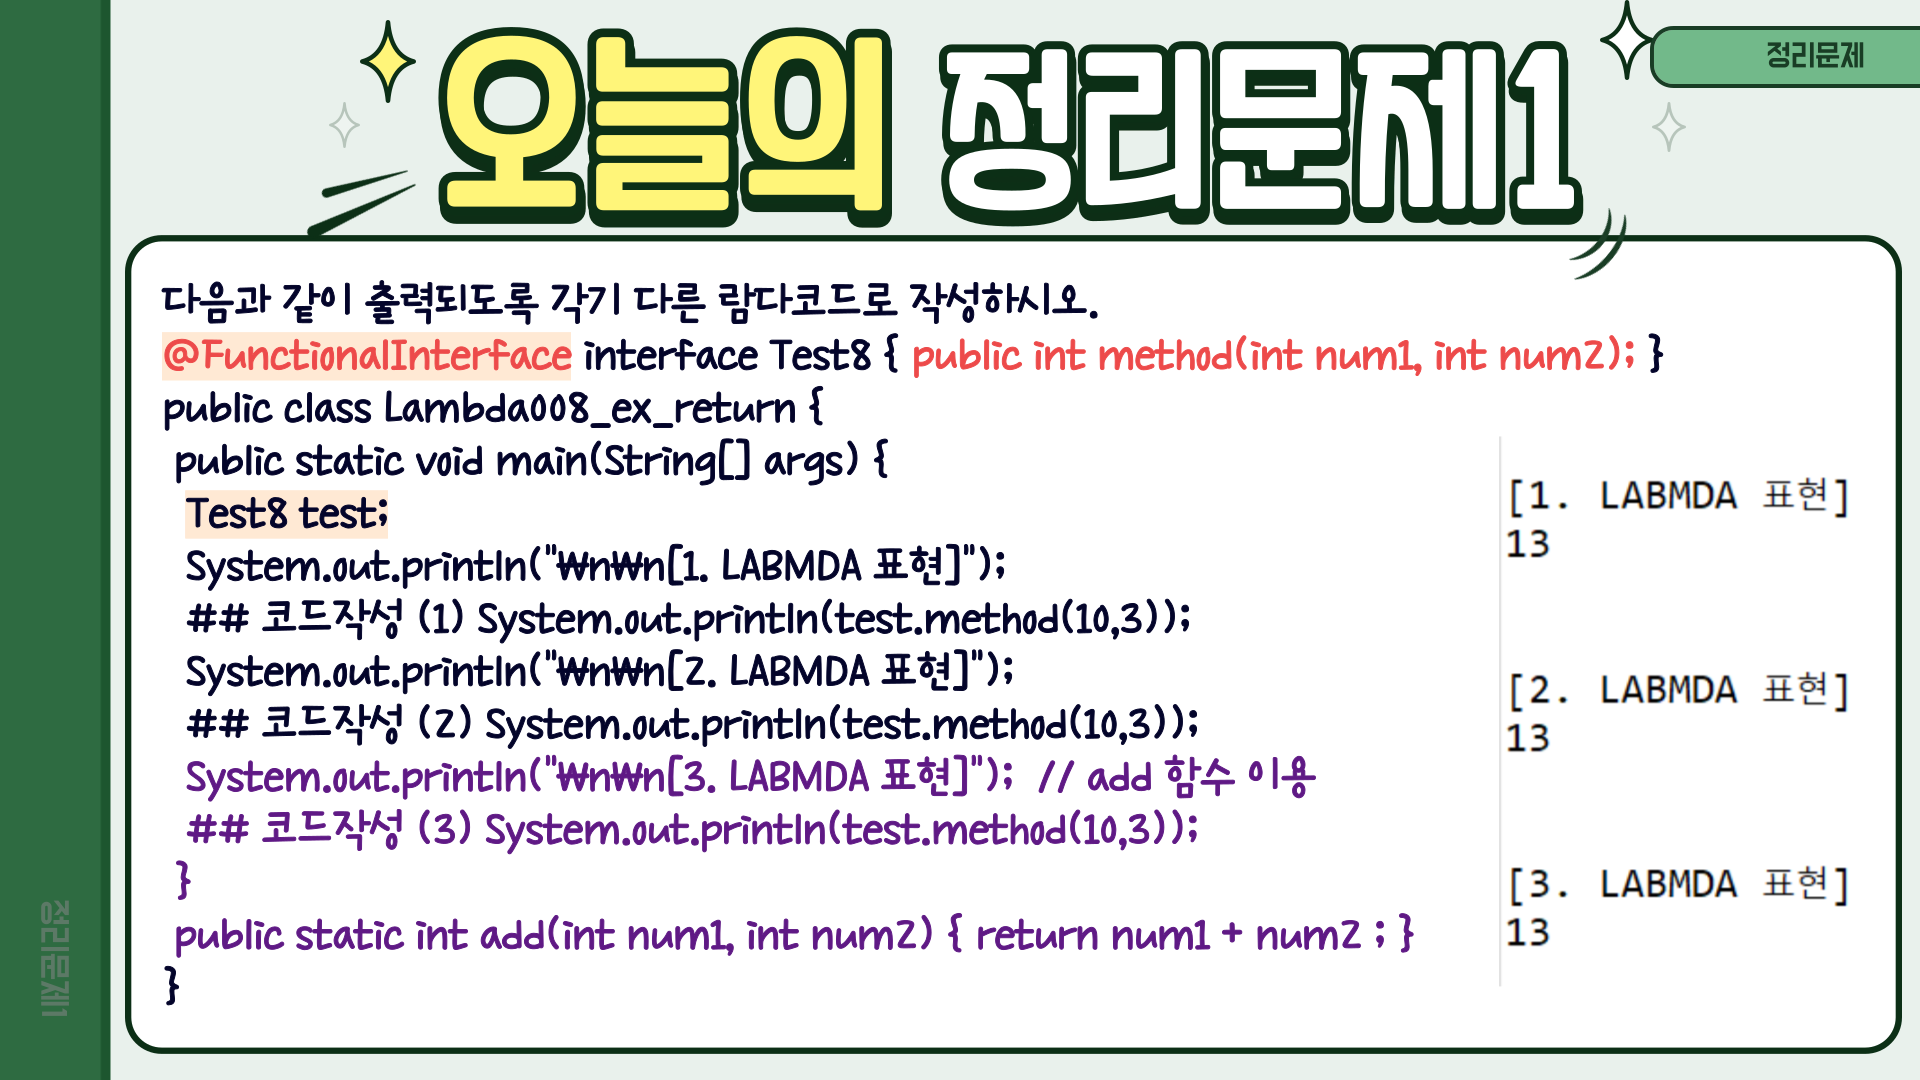 오늘의 정리문제1
정리문제
다음과 같이 출력되도록 각기 다른 람다코드로 작성하시오.
@FunctionalInterface interface Test8 { public int method(int num1, int num2); }
public class Lambda008_ex_return {
public static void main(String[] args) {
Test8 test;
System.out.println("₩n₩n[1. LABMDA 표현]");
## 코드작성 (1) System.out.println(test.method(10,3));
System.out.println("₩n₩n[2. LABMDA 표현]");
## 코드작성 (2) System.out.println(test.method(10,3));
System.out.println("₩n₩n[3. LABMDA 표현]"); // add 함수 이용
## 코드작성 (3) System.out.println(test.method(10,3));
}
public static int add(int num1, int num2) { return num1 + num2 ; }
}
[1. LABMDA 표현]
13
[2. LABMDA 표현]
13
[3. LABMDA 표현]
13
정리문제1